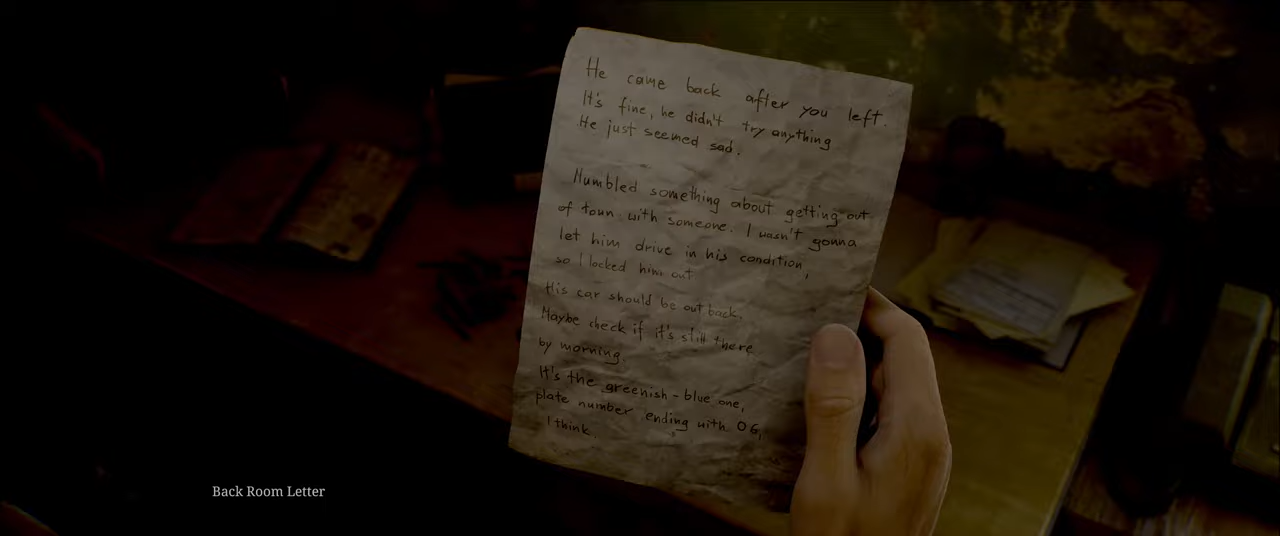 He came back after you left.
It's fine, he didn't try anything
He just seemed sad.
Mumbled something about getting out
of town with someone. I wasn't gonna
let him drive in his condition,
so I locked him out
His car should be out back.
Maybe check if it's still there
by morning.
It's the greenish-blue one,
plate number ending with OG,
I think.
Back Room Letter